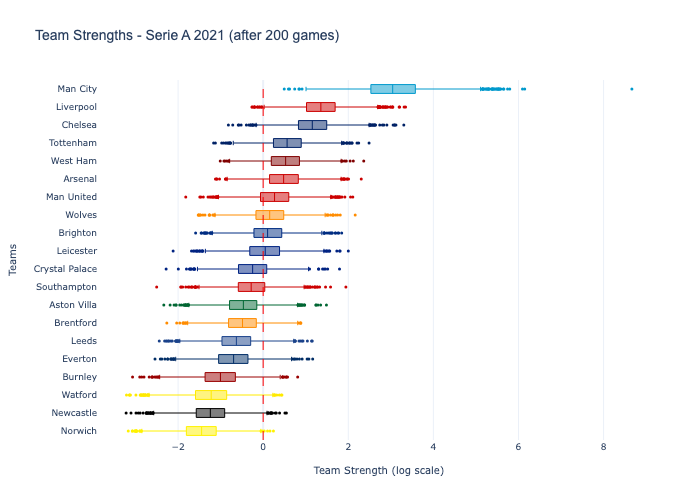 Team Strengths - Serie A 2021 (after 200 games)
Man City
Liverpool
Chelsea
Tottenham
West Ham
Arsenal
Man United
Wolves
Brighton
Leicester
Crystal Palace
Southampton
Aston Villa
Brentford
Leeds
Everton
Burnley
Watford
Newcastle
Norwich
Teams
−2 0 2 4 6 8
Team Strength (log scale)